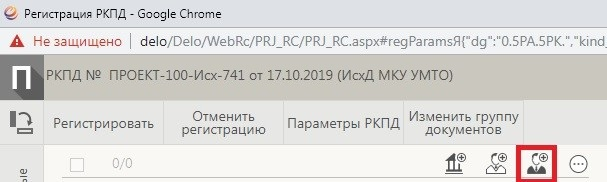 Регистрация РКПД - Google Chrome
Не защищено delo/Delo/WebRc/PRJ_RC/PRJ_RC.aspx#regParamsЯ{"dg":"0.5PA.5PK.","kind_
П РКПД № ПРОЕКТ-100-Исх-741 от 17.10.2019 (ИсхД МКУ УМТО)
Регистрировать Отменить регистрацию Параметры РКПД Изменить группу документов
0/0
ные